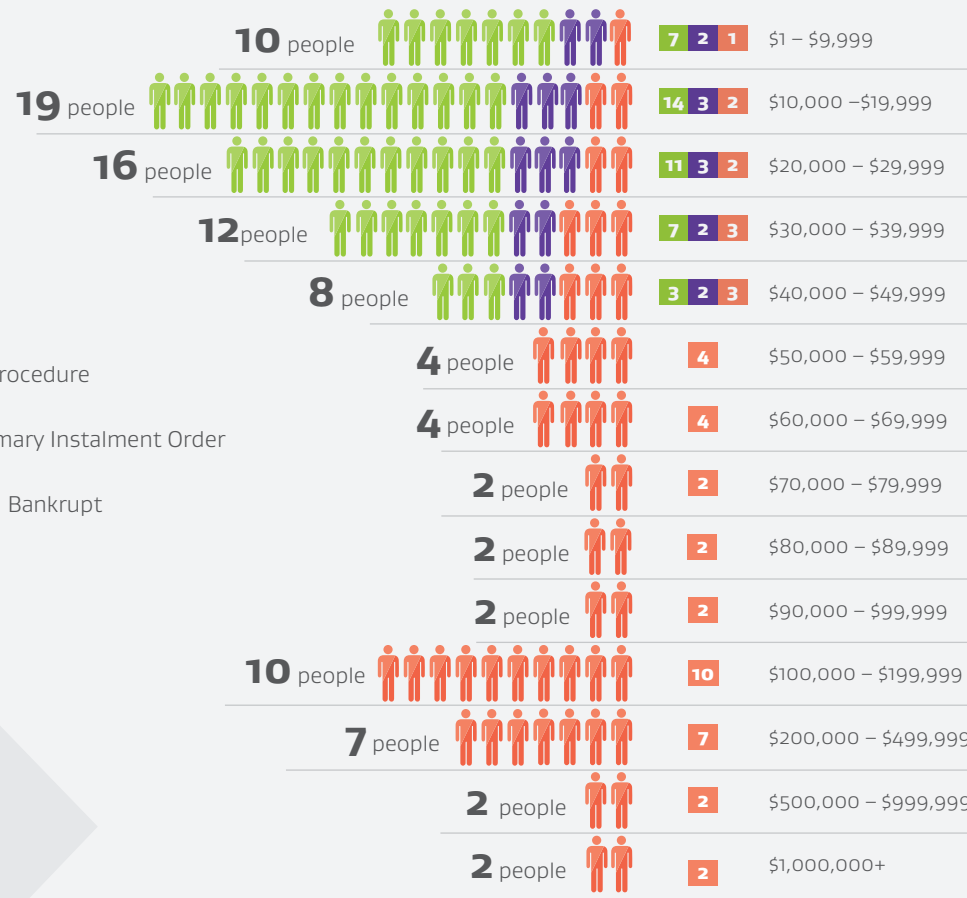 10 people 7 2 1 $1 – $9,999
19 people 14 3 2 $10,000 –$19,999
16 people 11 3 2 $20,000 – $29,999
12people 7 2 3 $30,000 – $39,999
8 people 3 2 3 $40,000 – $49,999
4 people 4 $50,000 – $59,999
rocedure
4 people 4 $60,000 – $69,999
mary Instalment Order
2 people 2 $70,000 – $79,999
Bankrupt
2 people 2 $80,000 – $89,999
2 people 2 $90,000 – $99,999
10 people 10 $100,000 – $199,999
7 people 7 $200,000 – $499,999
2 people 2 $500,000 – $999,999
2 people 2 $1,000,000+